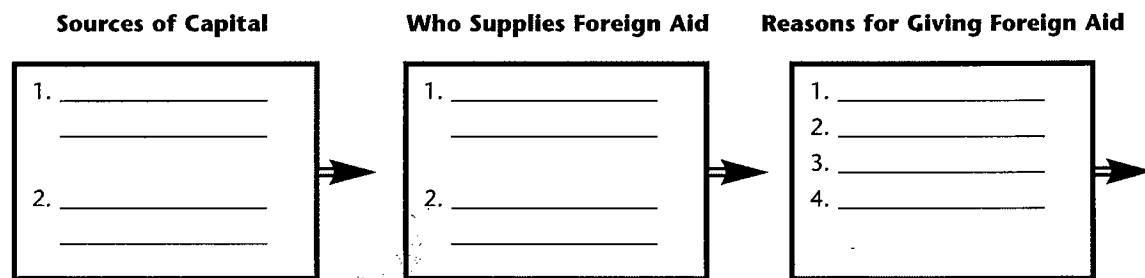 Sources of Capital
1.
2.
Who Supplies Foreign Aid
1.
2.
Reasons for Giving Foreign Aid
1.
2.
3.
4.